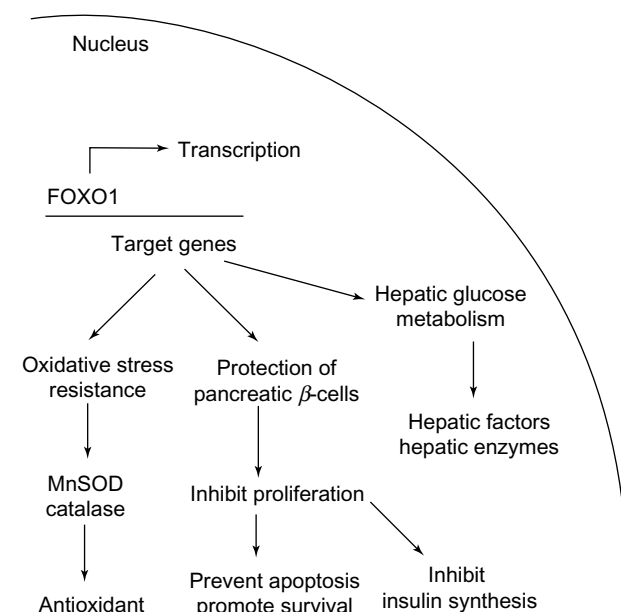 Nucleus
Transcription
FOXO1
Target genes
Hepatic glucose
metabolism
Oxidative stress
resistance
Protection of
pancreatic β-cells
Hepatic factors
hepatic enzymes
MnSOD
catalase
Inhibit proliferation
Antioxidant
Prevent apoptosis
promote survival
Inhibit
insulin synthesis